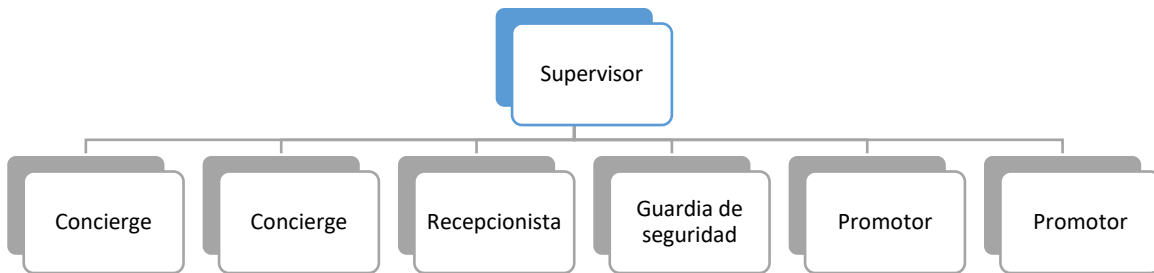 Supervisor
Concierge
Concierge
Recepcionista
Guardia de
seguridad
Promotor
Promotor